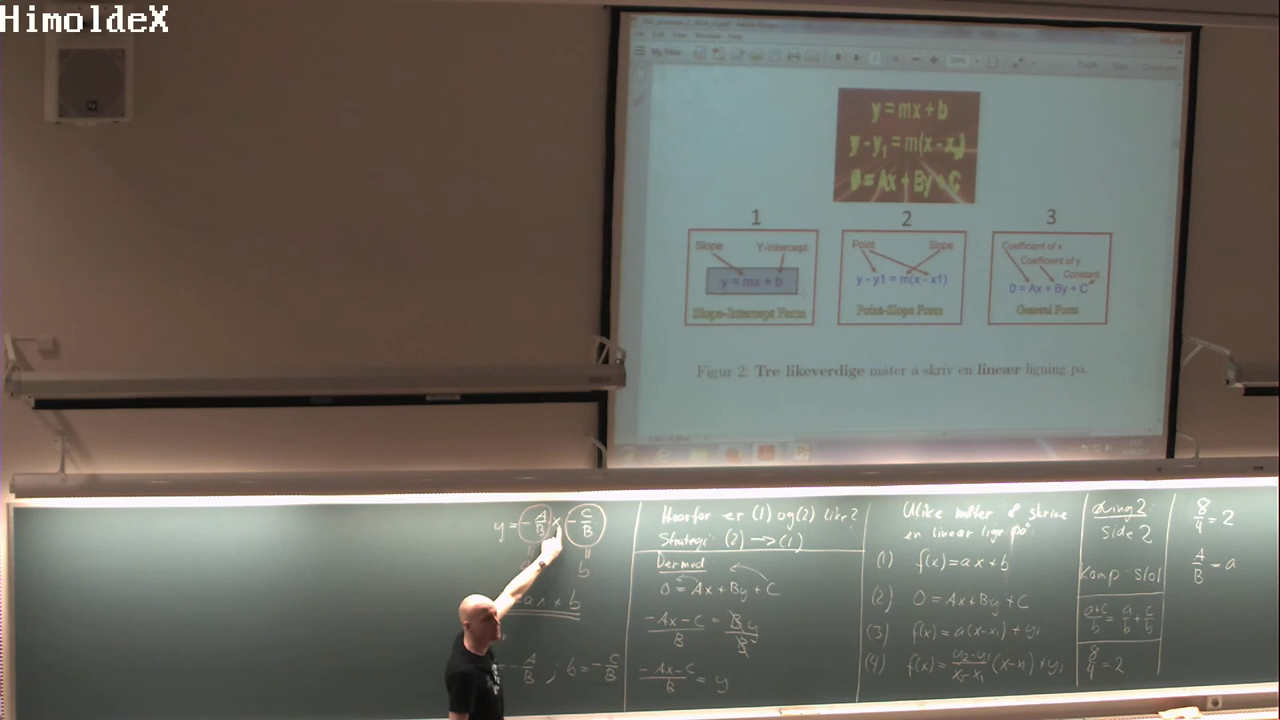 HimoldeX
y = mx + b
y - y₁ = m(x - x₁)
0 = Ax + By + C
1
2
3
Slope
Y-intercept
y = mx + b
Slope-Intercept Form
Point
Slope
y - y1 = m(x - x1)
Point-Slope Form
Coefficient of x
Coefficient of y
Constant
0 = Ax + By + C
General Form
Figur 2: Tre likeverdige måter å skriv en lineær ligning på.
y = -A/B x - C/B
b
ax + b
-A/B ; b = -C/B
Hvorfor er (1) og (2) like?
Strategi: (2) → (1)
Dermed
0 = Ax + By + C
(-Ax - C)/B = By/B
(-Ax - C)/B = y
Ulike måter å skrive
en lineær lign. på
(1) f(x) = ax + b
(2) 0 = Ax + By + C
(3) f(x) = a(x - x₁) + y₁
(4) f(x) = (y₂ - y₁)/(x₂ - x₁) (x - x₁) + y₁
øving 2
side 2
(a+c)/b = a/b + c/b
8/4 = 2
8/4 = 2
A/B = a